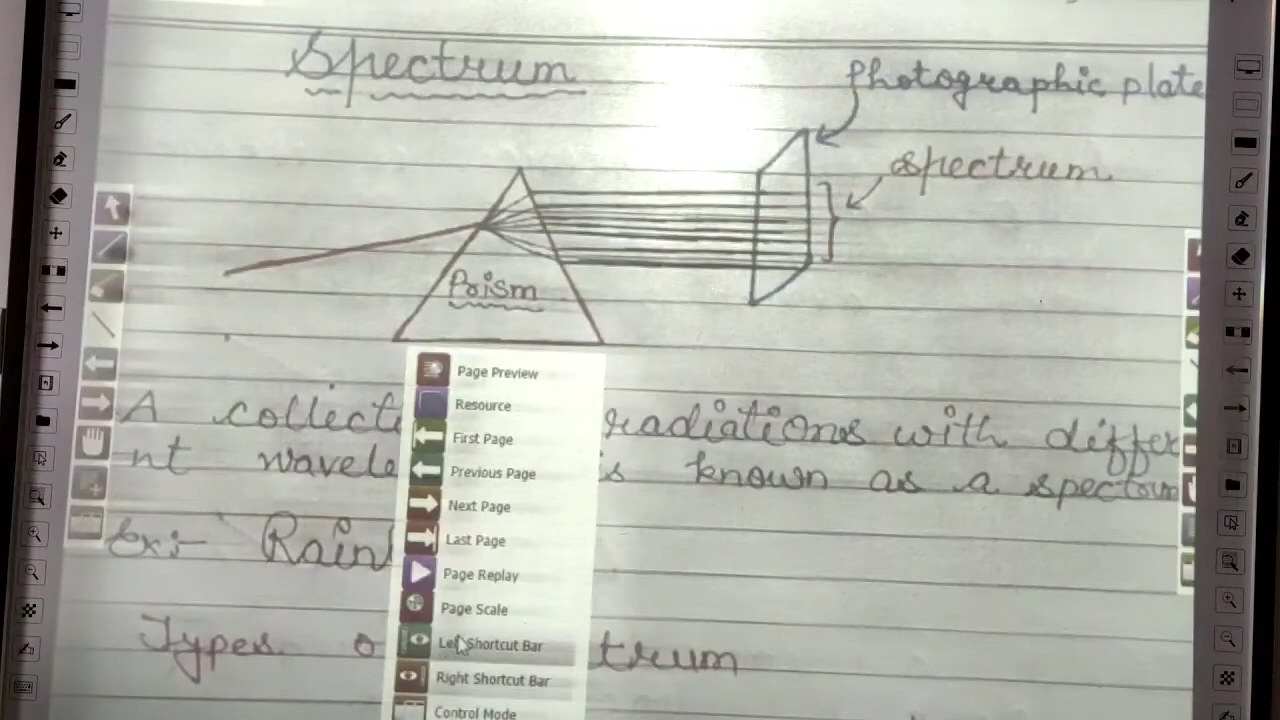 Spectrum
Photographic plate
Spectrum
Prism
A collect radiations with differ
nt wavele is known as a spectrum
Ex:- Rain
Types o trum
Page Preview
Resource
First Page
Previous Page
Next Page
Last Page
Page Replay
Page Scale
Left Shortcut Bar
Right Shortcut Bar
Control Mode